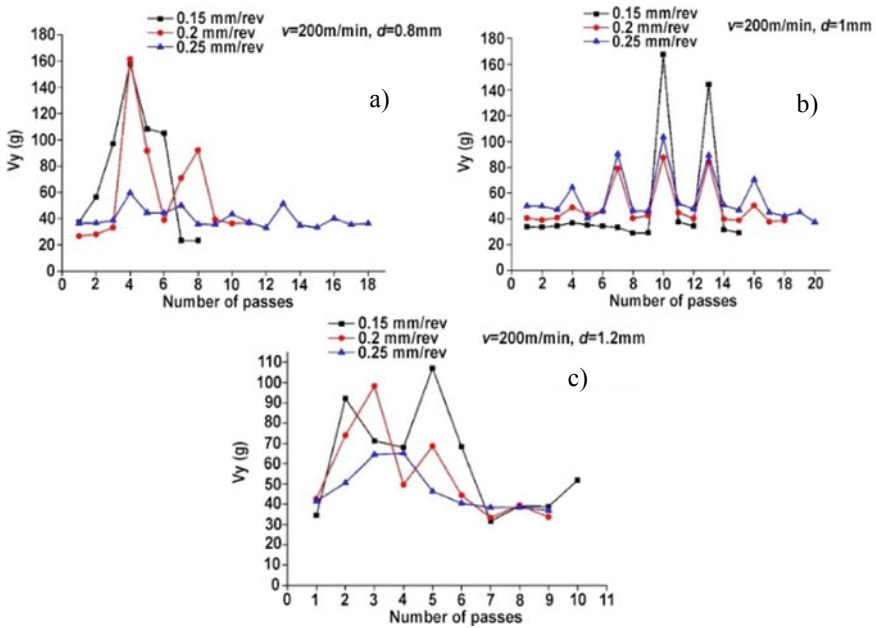 0.15 mm/rev
0.2 mm/rev
0.25 mm/rev
v=200m/min, d=0.8mm
a)
Vy (g)
180
160
140
120
100
80
60
40
20
0
0 2 4 6 8 10 12 14 16 18
Number of passes
0.15 mm/rev
0.2 mm/rev
0.25 mm/rev
v=200m/min, d=1mm
b)
Vy (g)
180
160
140
120
100
80
60
40
20
0
0 2 4 6 8 10 12 14 16 18 20
Number of passes
0.15 mm/rev
0.2 mm/rev
0.25 mm/rev
v=200m/min, d=1.2mm
c)
Vy (g)
110
100
90
80
70
60
50
40
30
20
10
0
0 1 2 3 4 5 6 7 8 9 10 11
Number of passes